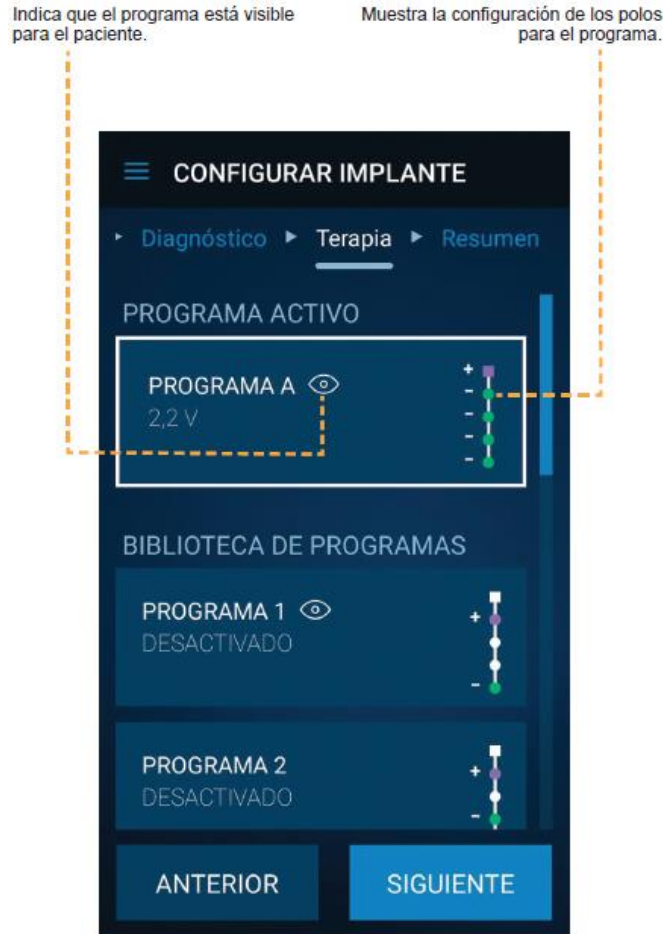 Indica que el programa está visible
para el paciente.
Muestra la configuración de los polos
para el programa.
CONFIGURAR IMPLANTE
Diagnóstico ► Terapia ► Resumen
PROGRAMA ACTIVO
PROGRAMA A
2,2 V
+
-
-
-
-
BIBLIOTECA DE PROGRAMAS
PROGRAMA 1
DESACTIVADO
+
-
PROGRAMA 2
DESACTIVADO
+
-
ANTERIOR
SIGUIENTE